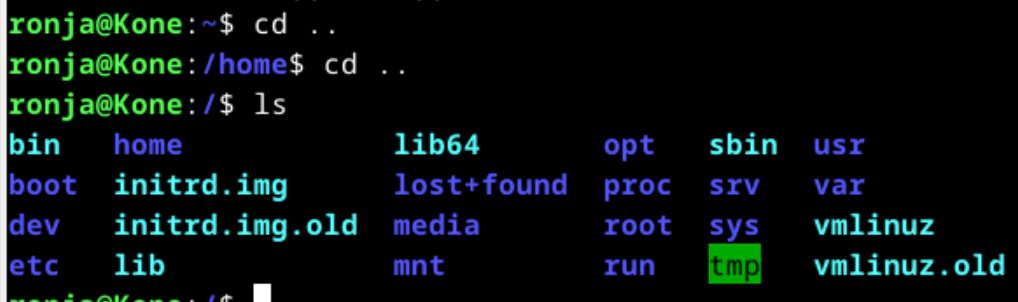 ronja@Kone:~$ cd ..
ronja@Kone:/home$ cd ..
ronja@Kone:/$ ls
bin home lib64 opt sbin usr
boot initrd.img lost+found proc srv var
dev initrd.img.old media root sys vmlinuz
etc lib mnt run tmp vmlinuz.old
ronja@Kone:/$